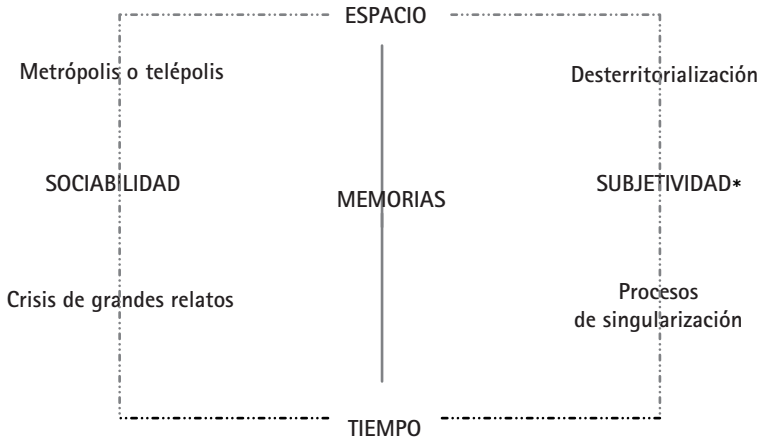 ESPACIO
Metrópolis o telépolis
Desterritorialización
SOCIABILIDAD
MEMORIAS
SUBJETIVIDAD*
Crisis de grandes relatos
Procesos
de singularización
TIEMPO